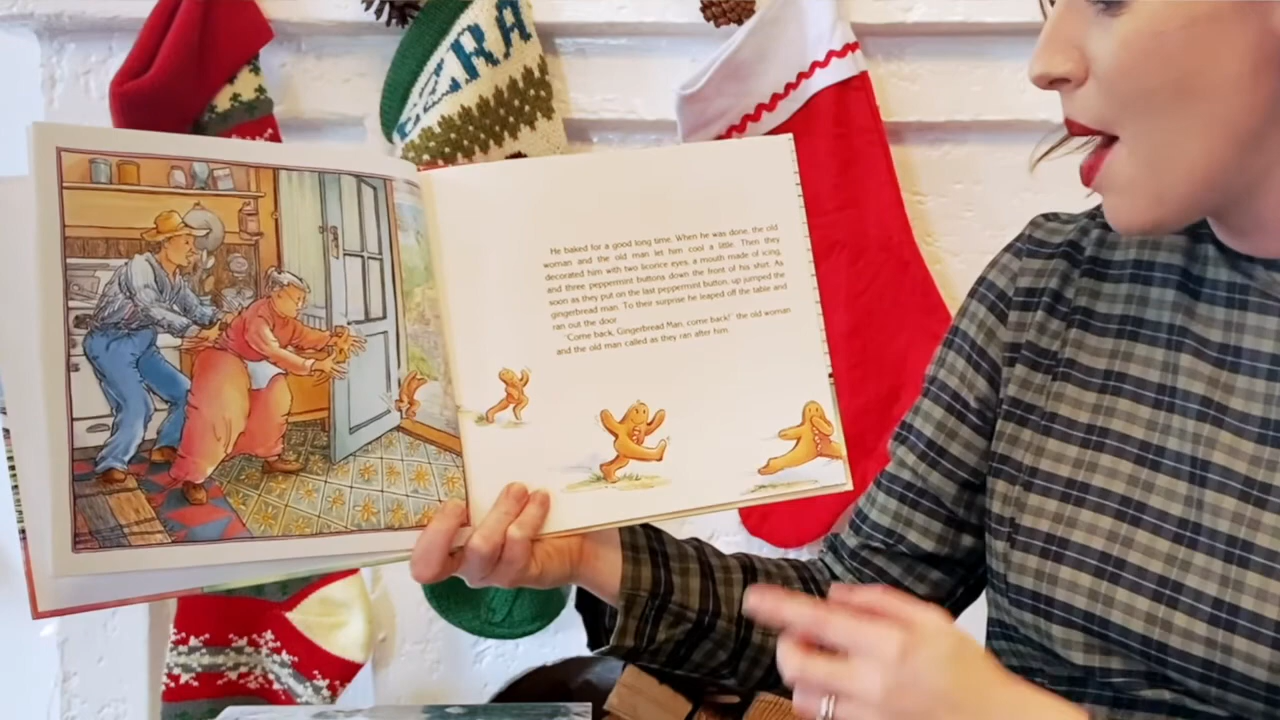 EZRA
He baked for a good long time. When he was done, the old
woman and the old man let him cool a little. Then they
decorated him with two licorice eyes, a mouth made of icing,
and three peppermint buttons down the front of his shirt. As
soon as they put on the last peppermint button, up jumped the
gingerbread man. To their surprise he leaped off the table and
ran out the door.
"Come back, Gingerbread Man, come back!" the old woman
and the old man called as they ran after him.